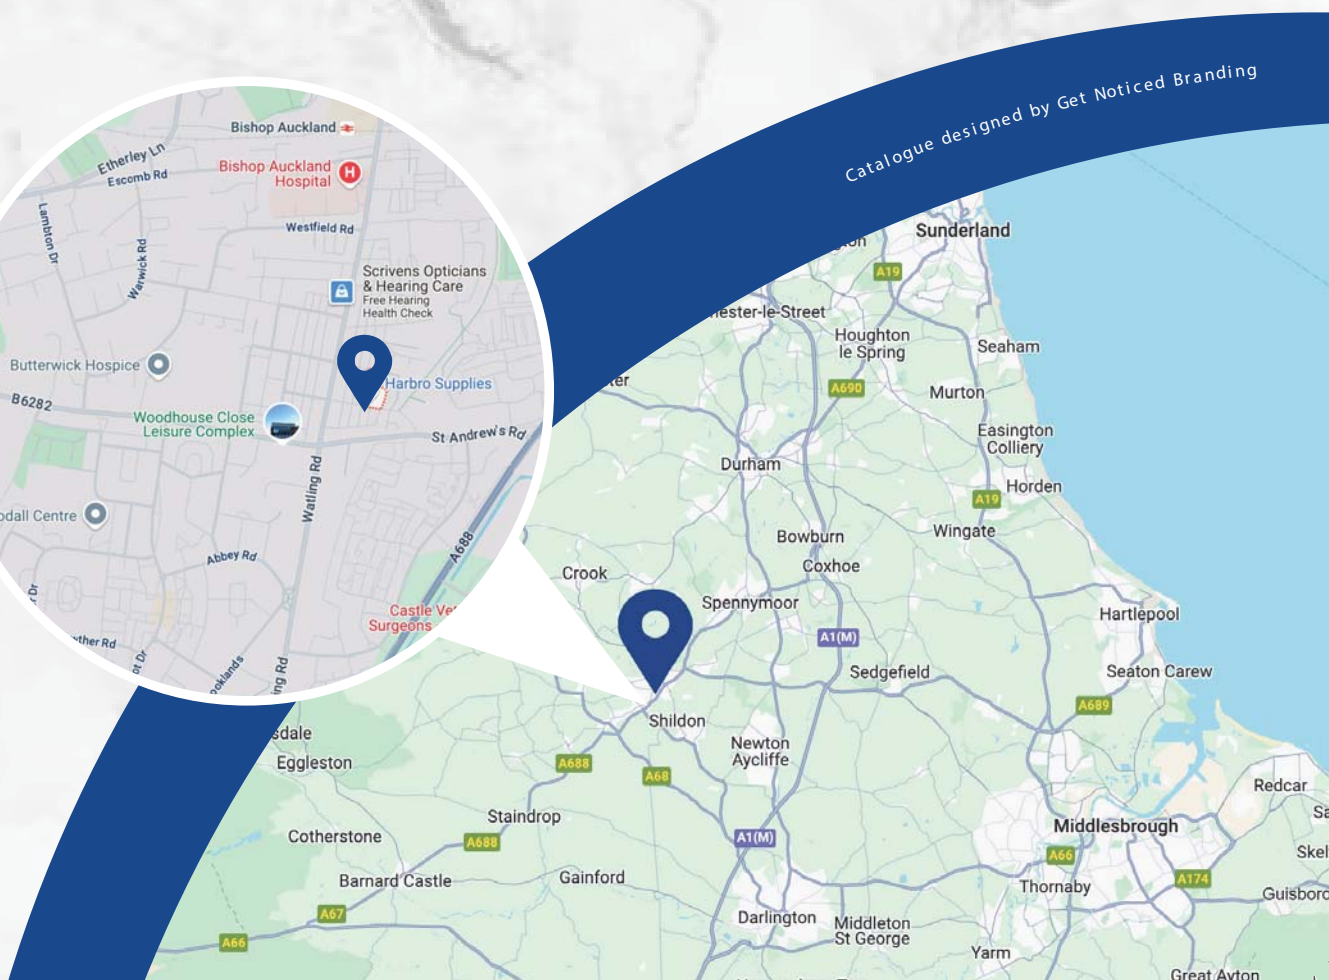 Catalogue designed by Get Noticed Branding
Bishop Auckland
Etherley Ln
Escomb Rd
Bishop Auckland
Hospital
H
Lambton Dr
Warwick Rd
Westfield Rd
Scrivens Opticians
& Hearing Care
Free Hearing
Health Check
Butterwick Hospice
Harbro Supplies
B6282
Woodhouse Close
Leisure Complex
St Andrew's Rd
Watling Rd
Centre
A688
Abbey Rd
Castle
Surgeons
Rd
Dr
Sunderland
A19
Houghton
le Spring
Seaham
A690
Murton
Easington
Colliery
Durham
A19
Horden
Wingate
Bowburn
Coxhoe
Crook
Spennymoor
Hartlepool
A1(M)
Sedgefield
Seaton Carew
A689
Shildon
Newton
Aycliffe
Eggleston
A688
A68
Redcar
Staindrop
Cotherstone
A688
A1(M)
Middlesbrough
A66
Barnard Castle
Gainford
Thornaby
A174
A67
Darlington
Middleton
St George
A66
Yarm
Great Ayton